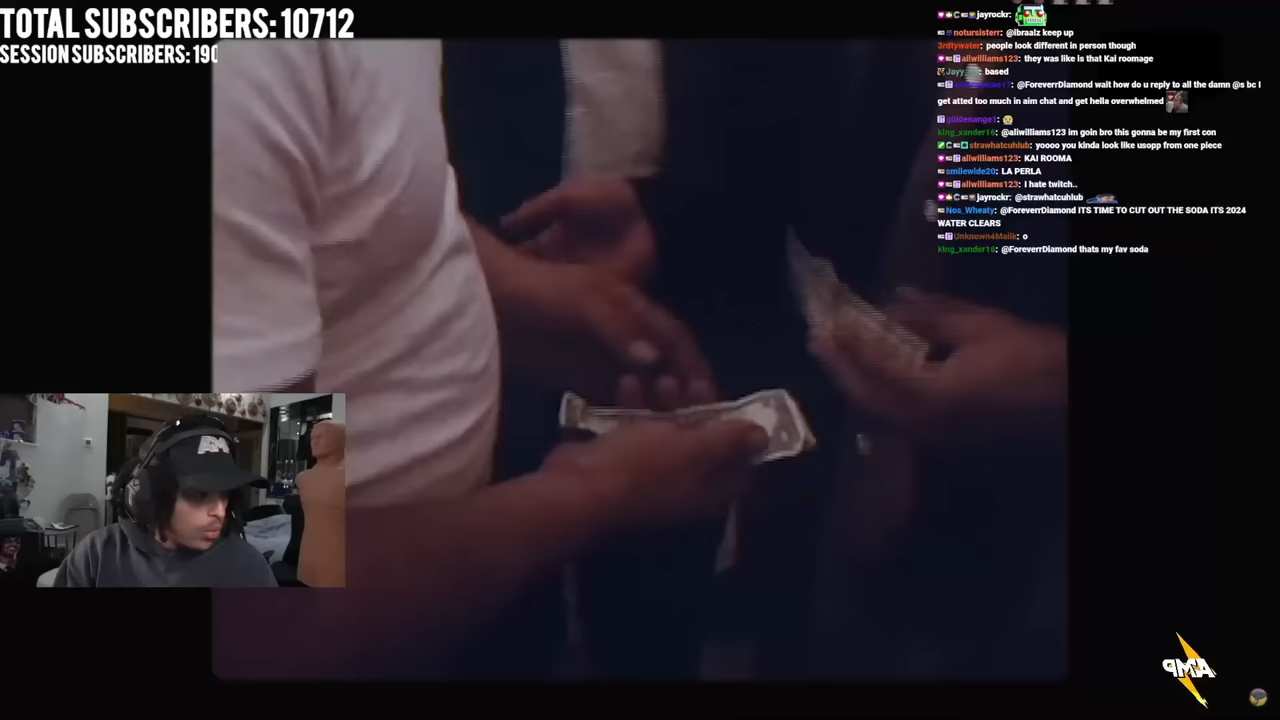 TOTAL SUBSCRIBERS: 10712
SESSION SUBSCRIBERS: 190
jayrockr:
notursisterr: @ibraalz keep up
3rdtywater: people look different in person though
aliwilliams123: they was like is that Kai roomage
Jayy : based
@ForeverrDiamond wait how do u reply to all the damn @s bc I
get atted too much in aim chat and get hella overwhelmed
king_xander16: @aliwilliams123 im goin bro this gonna be my first con
strawhatcuhlub: yoooo you kinda look like usopp from one piece
aliwilliams123: KAI ROOMA
smilewide20: LA PERLA
aliwilliams123: I hate twitch..
jayrockr: @strawhatcuhlub
Nos_Wheaty: @ForeverrDiamond ITS TIME TO CUT OUT THE SODA ITS 2024
WATER CLEARS
Unknown4Malik: o
king_xander16: @ForeverrDiamond thats my fav soda
AMP